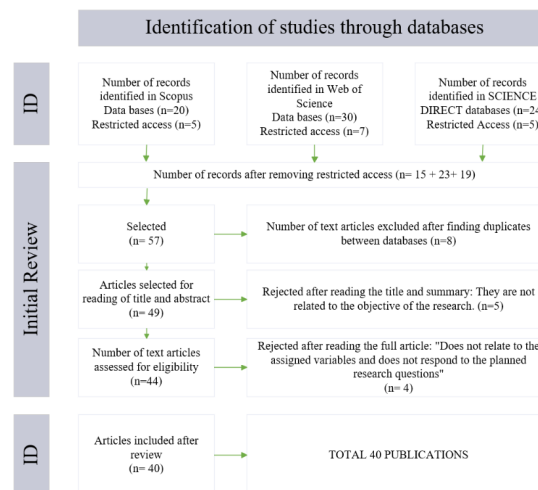 Identification of studies through databases
ID
Number of records
identified in Scopus
Data bases (n=20)
Restricted access (n=5)
Number of records
identified in Web of
Science
Data bases (n=30)
Restricted access (n=7)
Number of records
identified in SCIENCE
DIRECT databases (n=24
Restricted Access (n=5)
Initial Review
Number of records after removing restricted access (n= 15 + 23+ 19)
Selected
(n= 57)
Number of text articles excluded after finding duplicates
between databases (n=8)
Articles selected for
reading of title and abstract
(n= 49)
Rejected after reading the title and summary: They are not
related to the objective of the research. (n=5)
Number of text articles
assessed for eligibility
(n=44)
Rejected after reading the full article: "Does not relate to the
assigned variables and does not respond to the planned
research questions"
(n= 4)
ID
Articles included after
review
(n= 40)
TOTAL 40 PUBLICATIONS